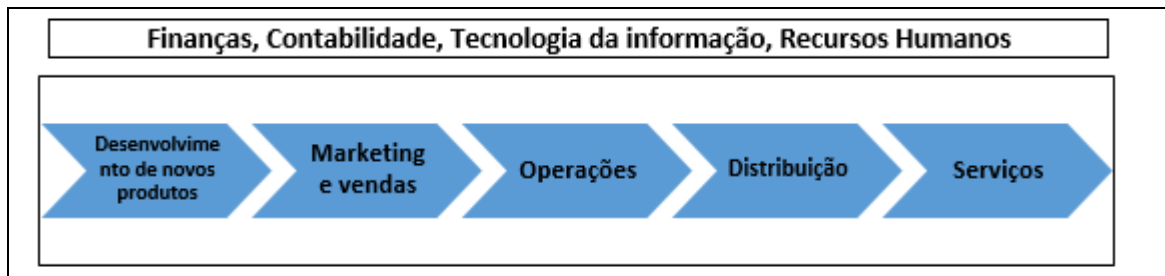 Finanças, Contabilidade, Tecnologia da informação, Recursos Humanos
Desenvolvime
nto de novos
produtos
Marketing
e vendas
Operações
Distribuição
Serviços